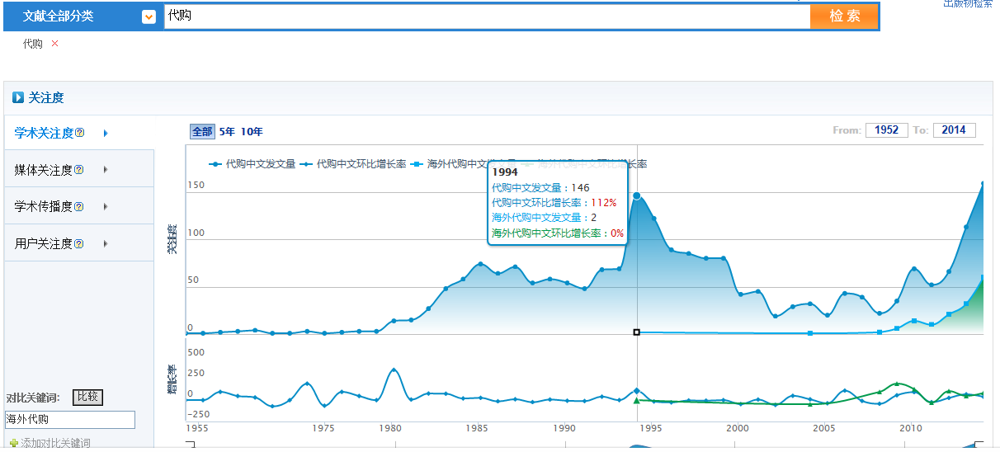 出版物检索
文献全部分类 代购 检 索
代购 ×
关注度
学术关注度
全部 5年 10年 From: 1952 To: 2014
媒体关注度
学术传播度
用户关注度
代购中文发文量 代购中文环比增长率 海外代购中文发文量 海外代购中文环比增长率
1994
代购中文发文量：146
代购中文环比增长率：112%
海外代购中文发文量：2
海外代购中文环比增长率：0%
150
100
50
0
关注度
500
250
0
-250
增长率
1955 1975 1980 1985 1990 1995 2000 2005 2010
对比关键词: 比较
海外代购
添加对比关键词